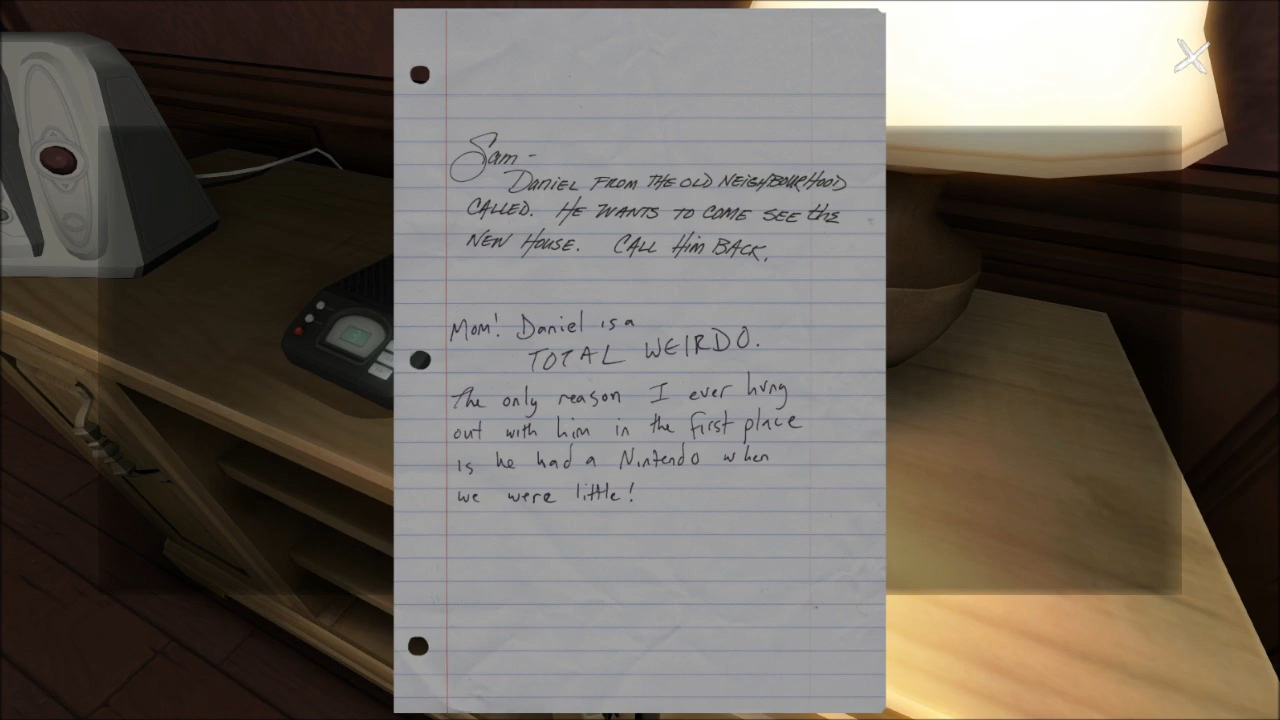 Sam -
DANIEL FROM THE OLD NEIGHBOURHOOD
CALLED. HE WANTS TO COME SEE the
NEW HOUSE. CALL HIM BACK.
Mom! Daniel is a
TOTAL WEIRDO.
The only reason I ever hung
out with him in the first place
is he had a Nintendo when
we were little!